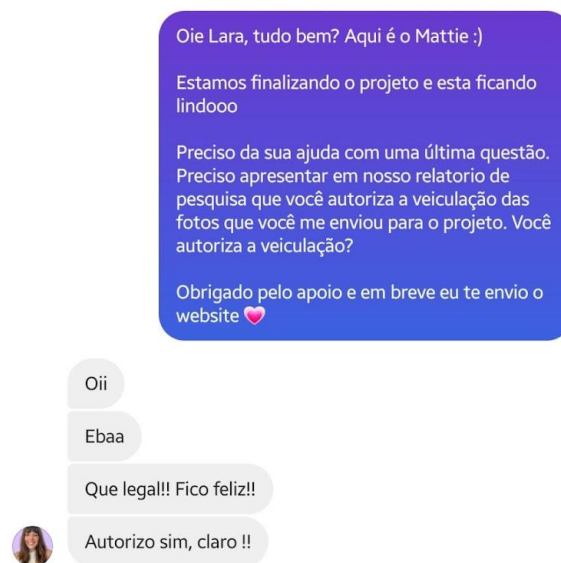 Oie Lara, tudo bem? Aqui é o Mattie :)
Estamos finalizando o projeto e esta ficando
lindooo
Preciso da sua ajuda com uma última questão.
Preciso apresentar em nosso relatorio de
pesquisa que você autoriza a veiculação das
fotos que você me enviou para o projeto. Você
autoriza a veiculação?
Obrigado pelo apoio e em breve eu te envio o
website 💗
Oii
Ebaa
Que legal!! Fico feliz!!
Autorizo sim, claro !!